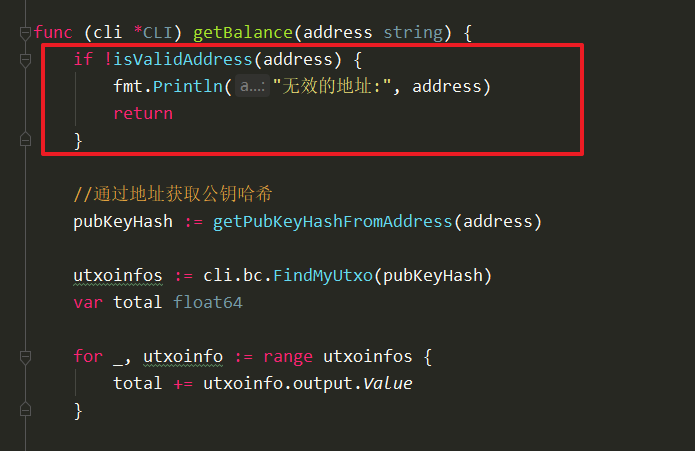 func (cli *CLI) getBalance(address string) {
if !isValidAddress(address) {
fmt.Println( a...: "无效的地址:", address)
return
}
//通过地址获取公钥哈希
pubKeyHash := getPubKeyHashFromAddress(address)
utxoinfos := cli.bc.FindMyUtxo(pubKeyHash)
var total float64
for _, utxoinfo := range utxoinfos {
total += utxoinfo.output.Value
}